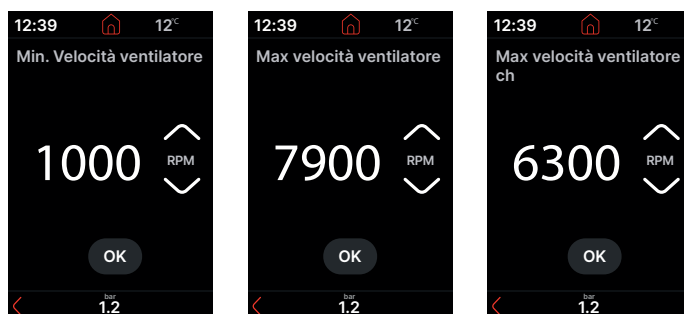 12:39 12°C
Min. Velocità ventilatore
1000 RPM
OK
bar
1.2
12:39 12°C
Max velocità ventilatore
7900 RPM
OK
bar
1.2
12:39 12°C
Max velocità ventilatore
ch
6300 RPM
OK
bar
1.2